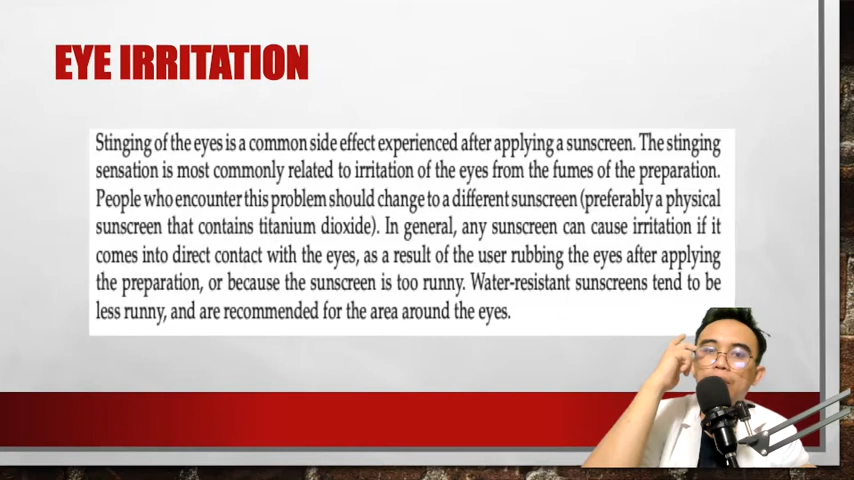 EYE IRRITATION
Stinging of the eyes is a common side effect experienced after applying a sunscreen. The stinging
sensation is most commonly related to irritation of the eyes from the fumes of the preparation.
People who encounter this problem should change to a different sunscreen (preferably a physical
sunscreen that contains titanium dioxide). In general, any sunscreen can cause irritation if it
comes into direct contact with the eyes, as a result of the user rubbing the eyes after applying
the preparation, or because the sunscreen is too runny. Water-resistant sunscreens tend to be
less runny, and are recommended for the area around the eyes.